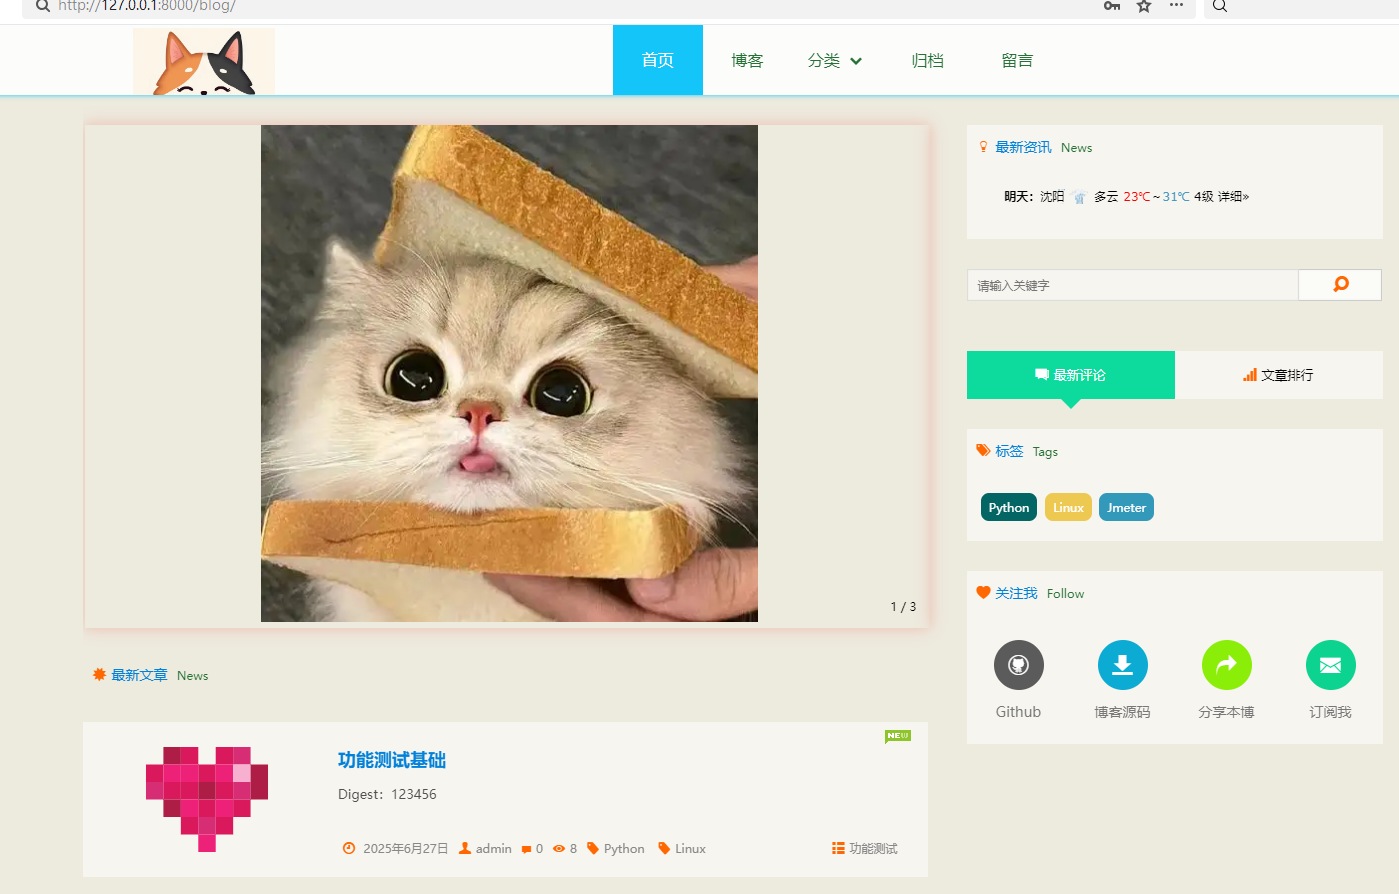 http://127.0.0.1:8000/blog/
首页 博客 分类 归档 留言
1 / 3
最新文章 News
NEW
功能测试基础
Digest：123456
2025年6月27日 admin 0 8 Python Linux 功能测试
最新资讯 News
明天：沈阳 多云 23℃~31℃ 4级 详细»
请输入关键字
最新评论 文章排行
标签 Tags
Python Linux Jmeter
关注我 Follow
Github 博客源码 分享本博 订阅我